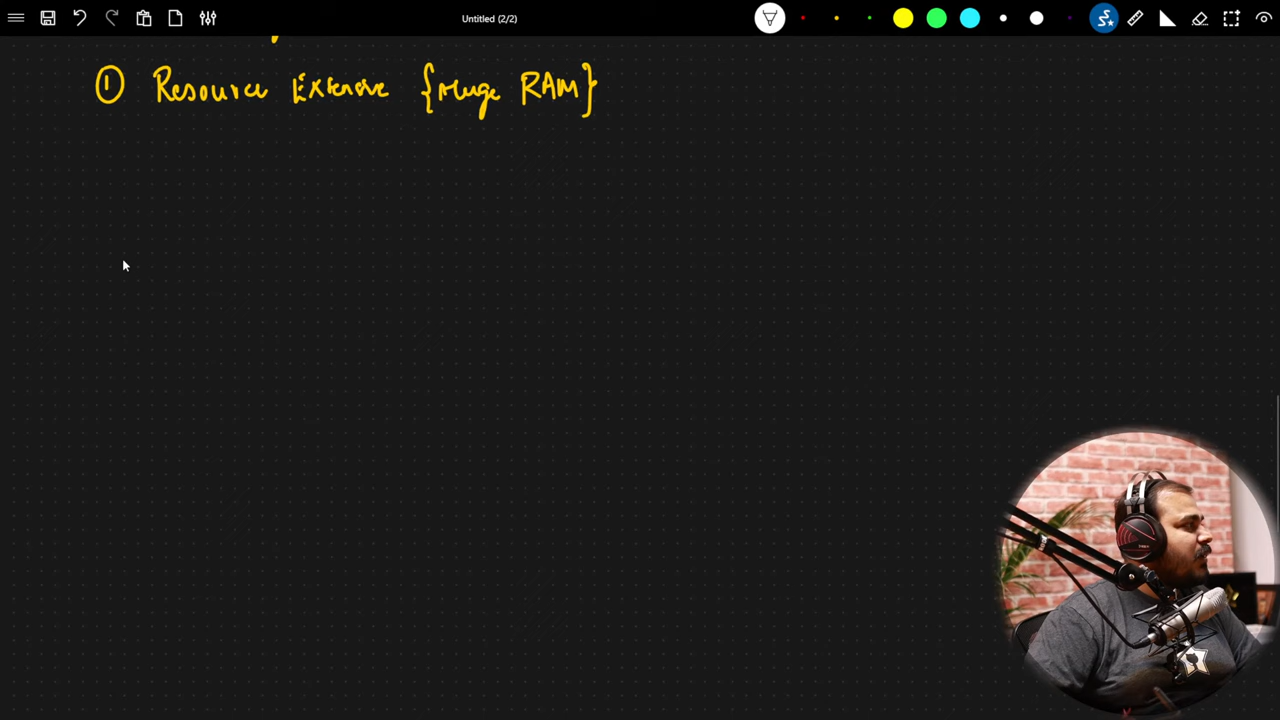 Untitled (2/2)
① Resource Extensive {Huge RAM}